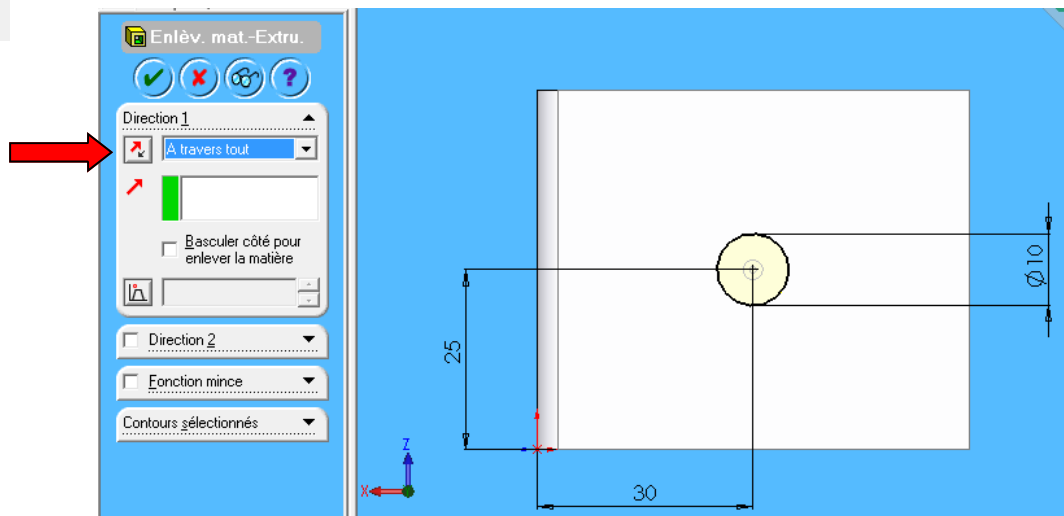 Enlèv. mat.-Extru.
?
Direction 1
A travers tout
Basculer côté pour
enlever la matière
Direction 2
Fonction mince
Contours sélectionnés
25
30
Ø10
Z
X